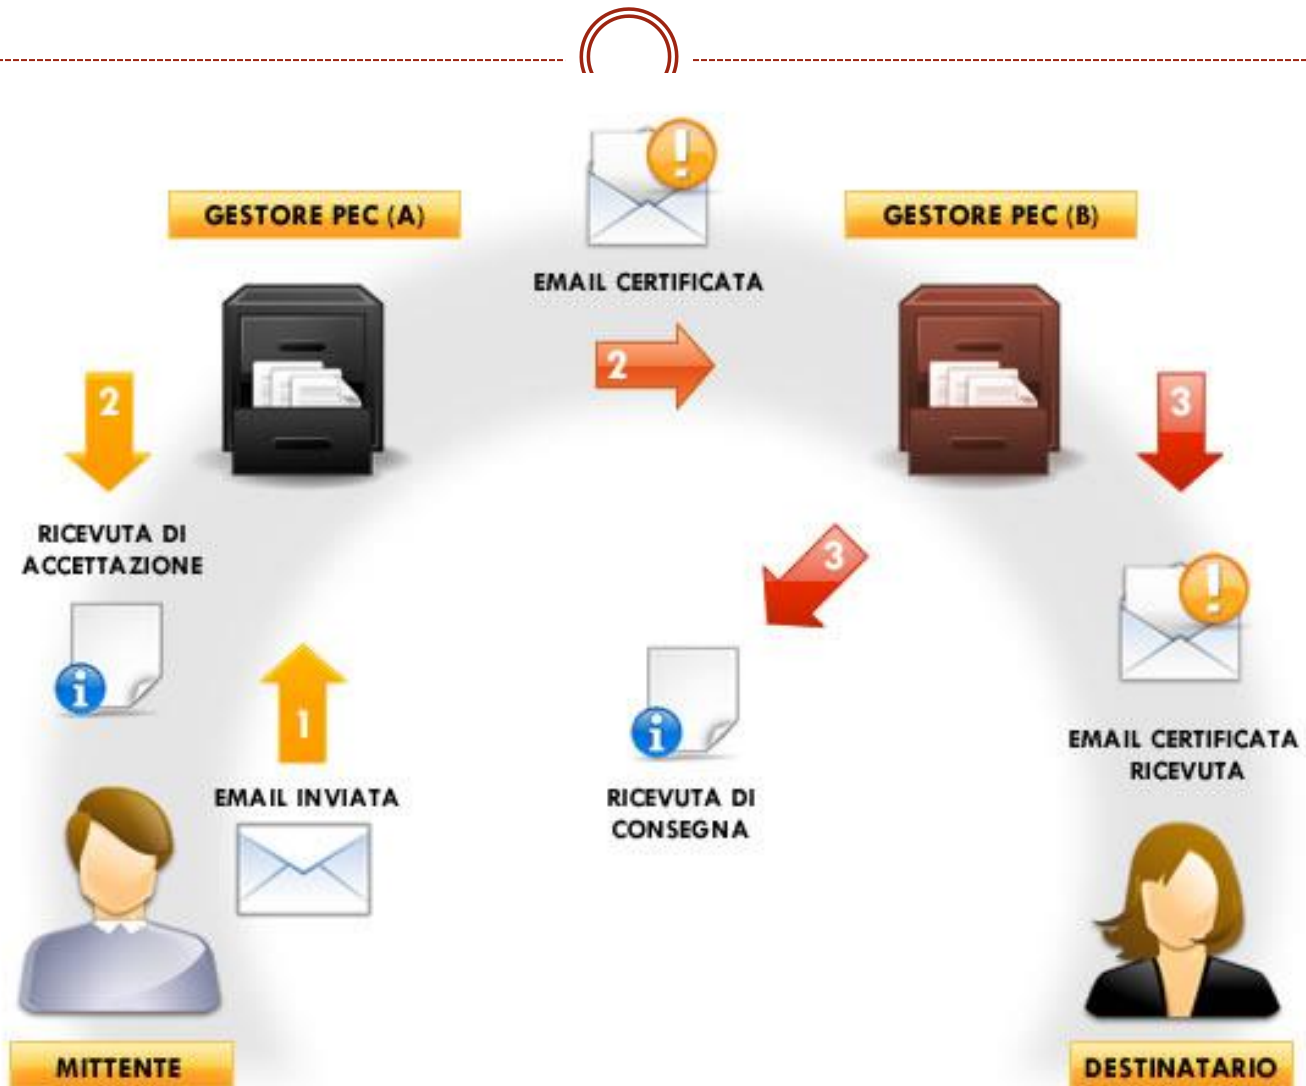 GESTORE PEC (A)
EMAIL CERTIFICATA
GESTORE PEC (B)
2
2
3
RICEVUTA DI
ACCETTAZIONE
3
1
EMAIL INVIATA
RICEVUTA DI
CONSEGNA
EMAIL CERTIFICATA
RICEVUTA
MITTENTE
DESTINATARIO